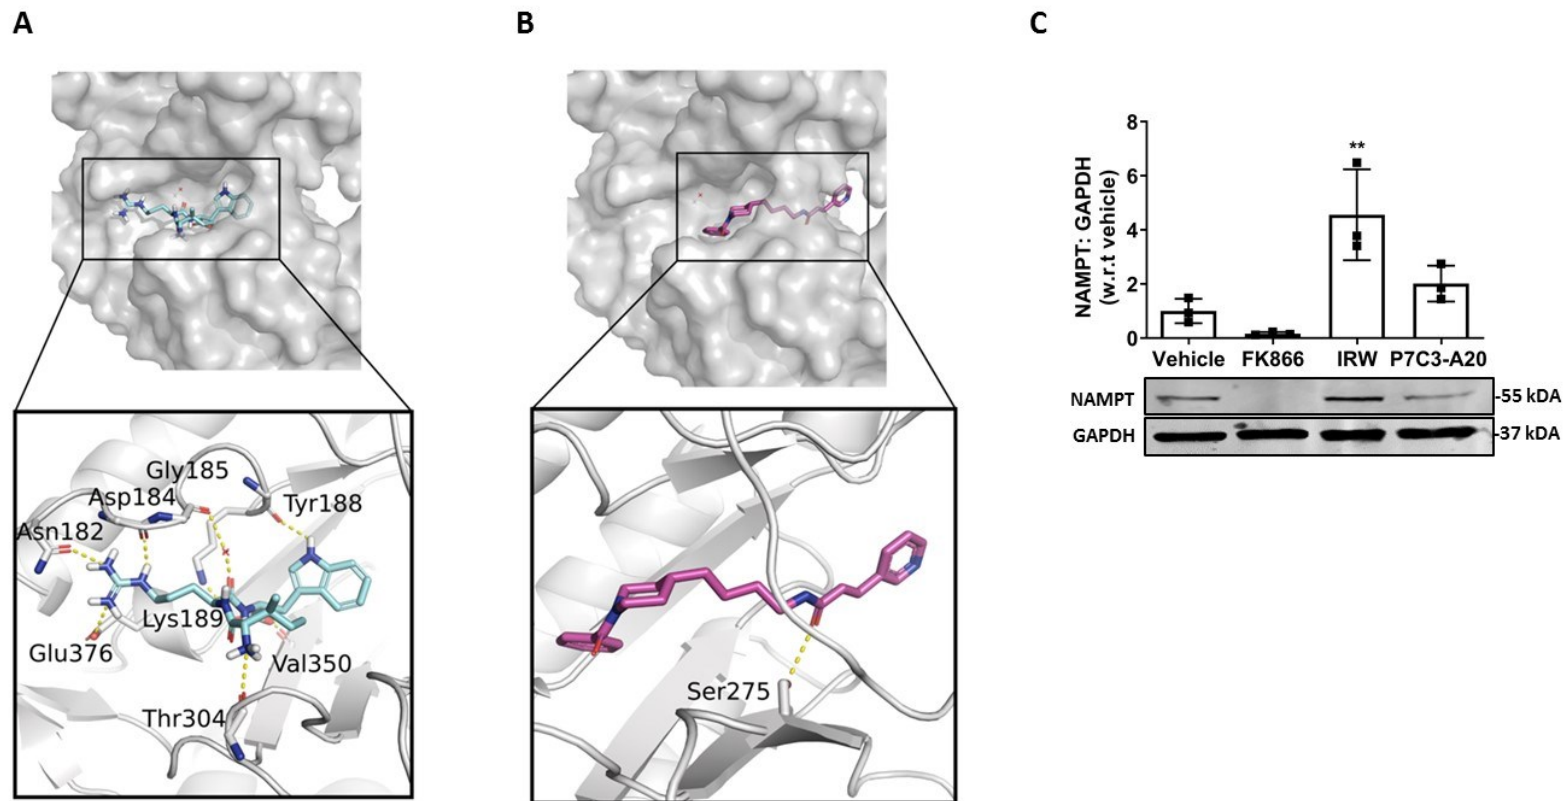 A
B
C
Gly185
Asp184
Tyr188
Asn182
Lys189
Glu376
Val350
Thr304
Ser275
NAMPT: GAPDH
(w.r.t vehicle)
8
6
4
2
0
**
Vehicle FK866 IRW P7C3-A20
NAMPT -55 kDA
GAPDH -37 kDA